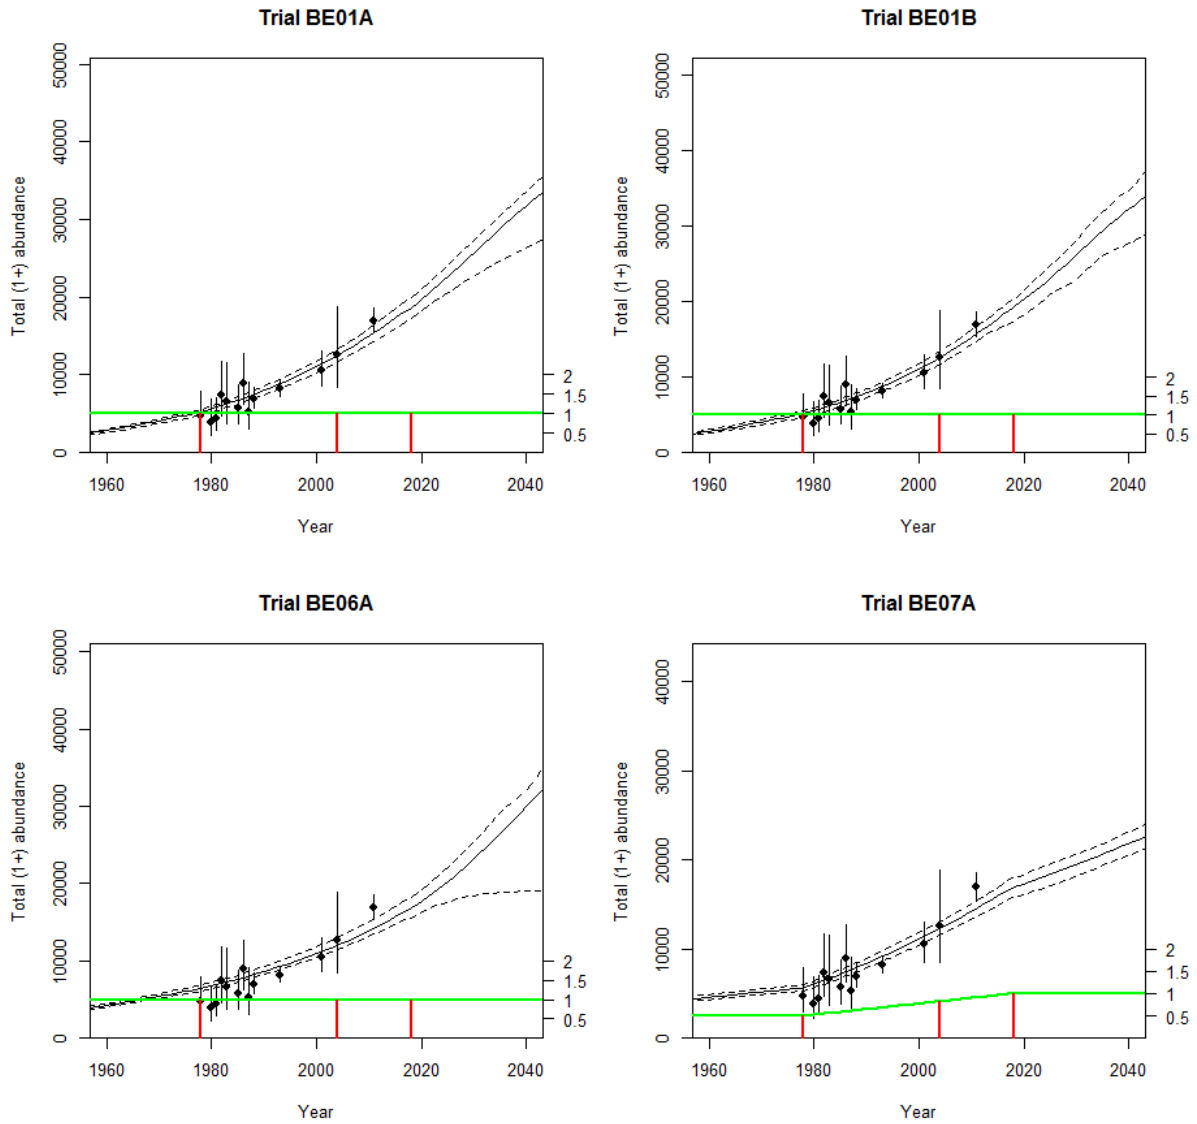 Trial BE01A
Total (1+) abundance
50000
40000
30000
20000
10000
0
2
1.5
1
0.5
1960 1980 2000 2020 2040
Year
Trial BE01B
Total (1+) abundance
50000
40000
30000
20000
10000
0
2
1.5
1
0.5
1960 1980 2000 2020 2040
Year
Trial BE06A
Total (1+) abundance
50000
40000
30000
20000
10000
0
2
1.5
1
0.5
1960 1980 2000 2020 2040
Year
Trial BE07A
Total (1+) abundance
40000
30000
20000
10000
0
2
1.5
1
0.5
1960 1980 2000 2020 2040
Year